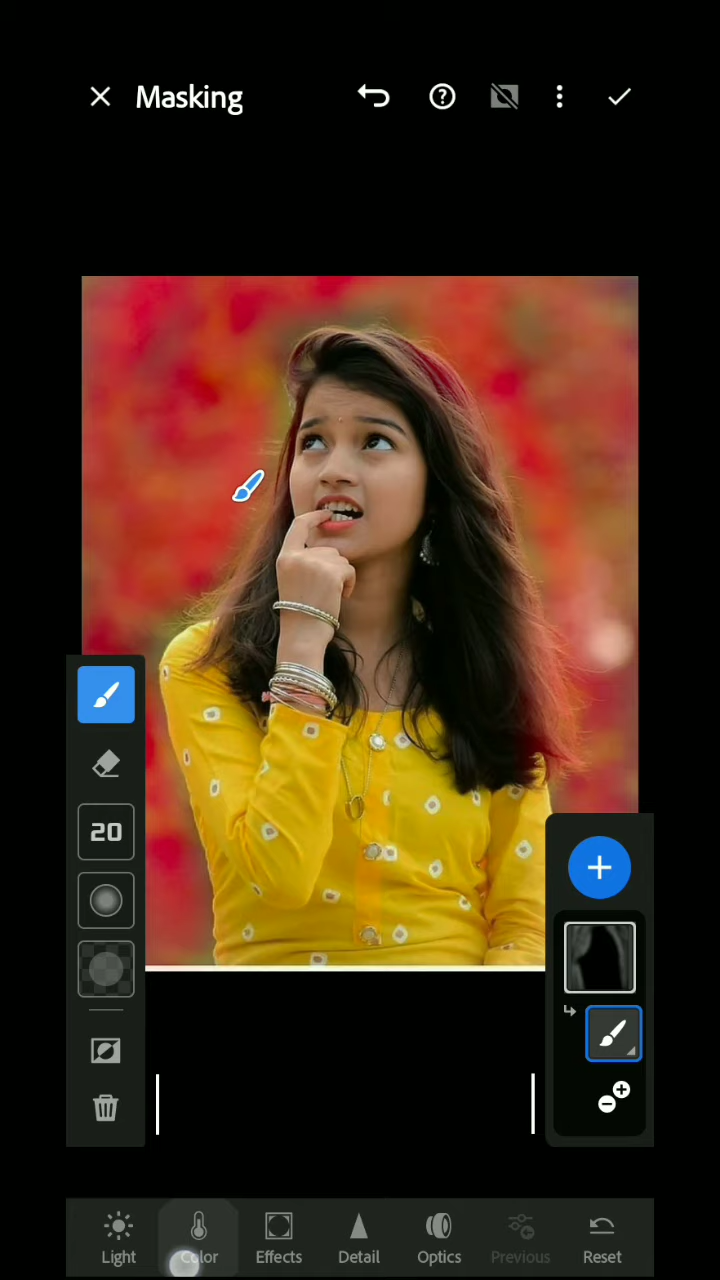 Masking
20
Light
Color
Effects
Detail
Optics
Previous
Reset